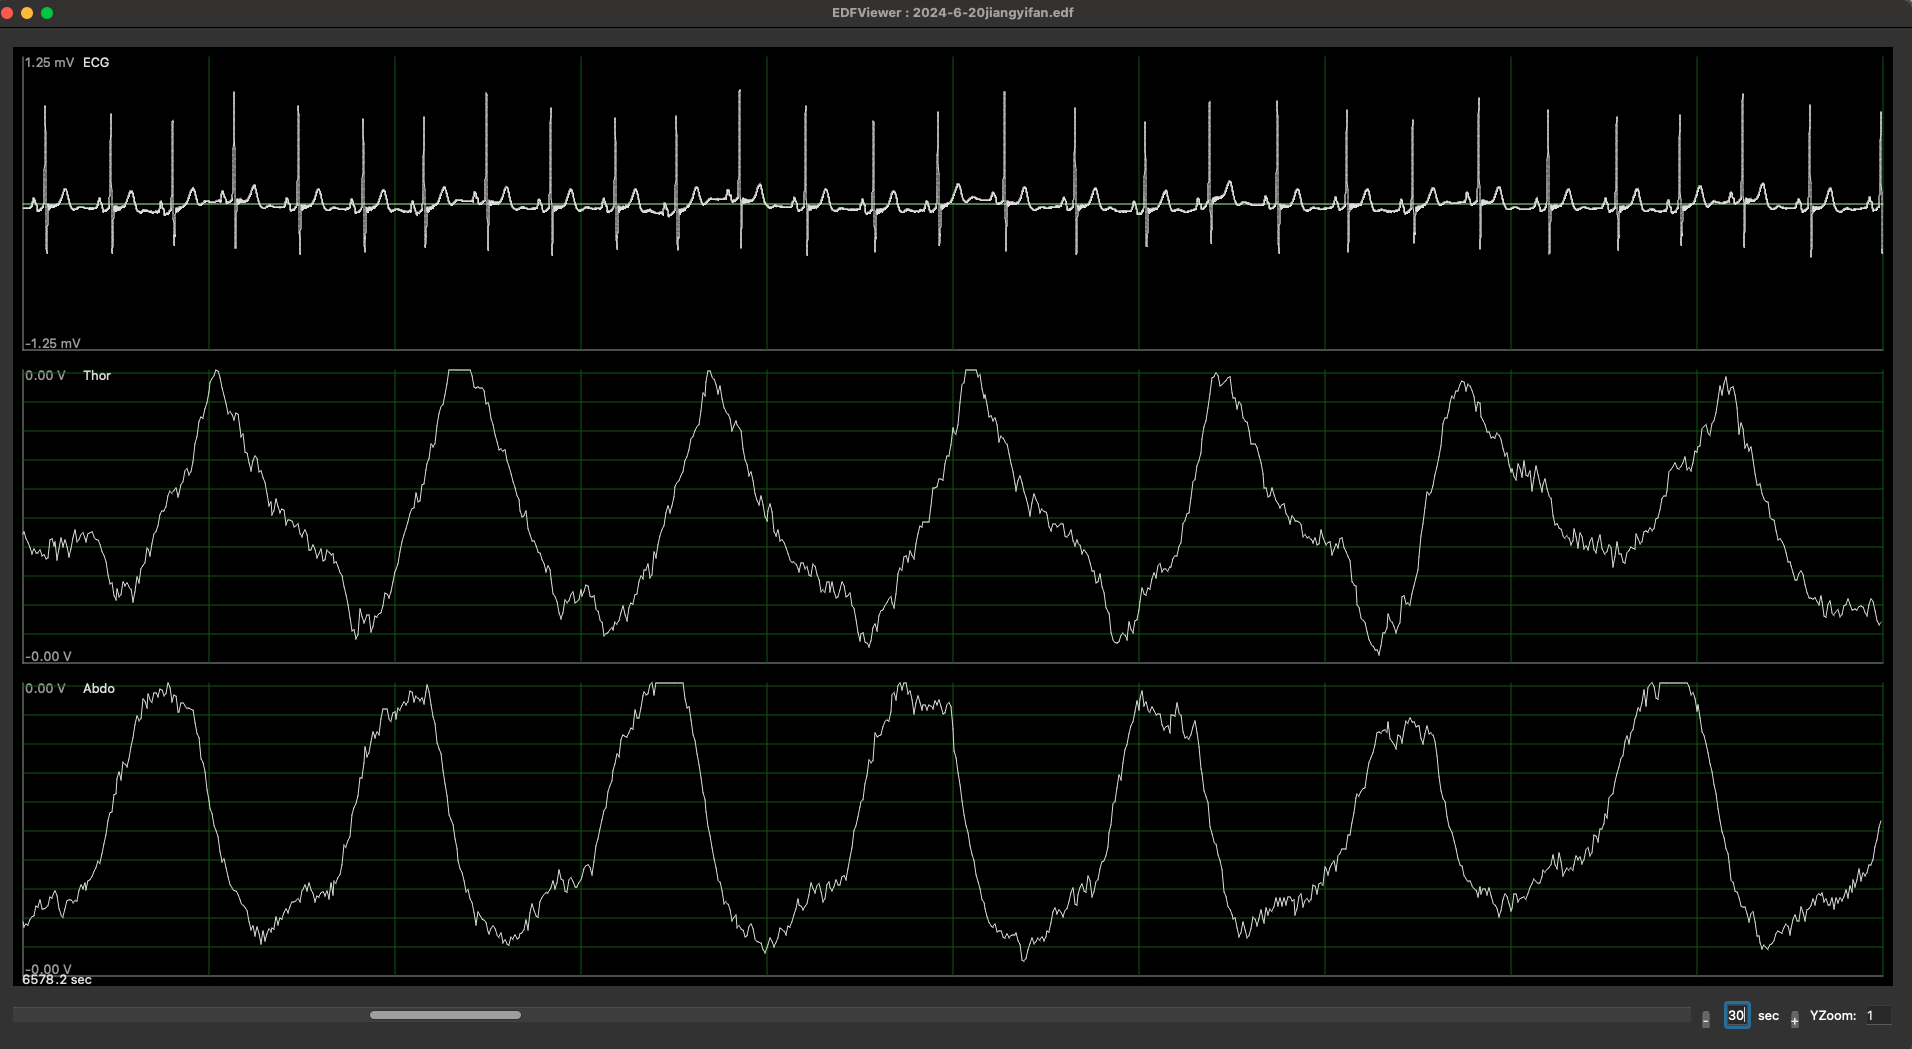 EDFViewer : 2024-6-20jiangyifan.edf
1.25 mV ECG
-1.25 mV
0.00 V Thor
-0.00 V
0.00 V Abdo
-0.00 V
6578.2 sec
- 30 sec + YZoom: 1